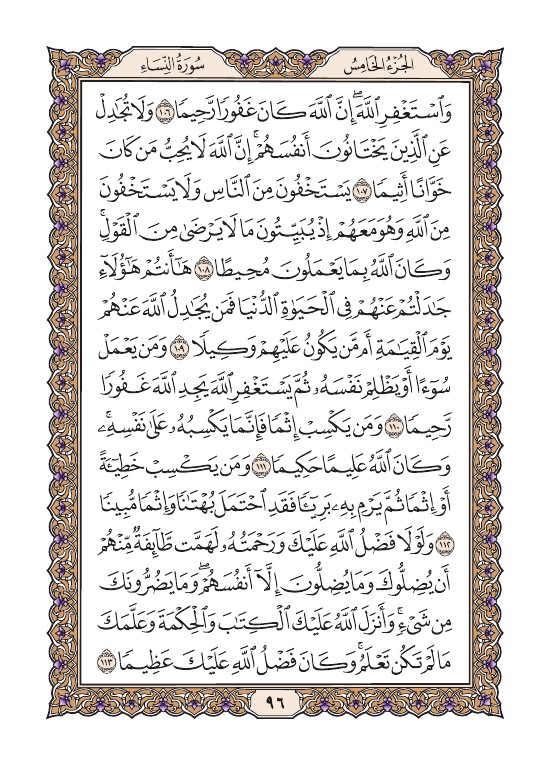 الجُزْءُ الخَامِسُ
سُورَةُ النِّسَاءِ
وَٱسْتَغْفِرِ ٱللَّهَۖ إِنَّ ٱللَّهَ كَانَ غَفُورٗا رَّحِيمٗا ١٠٦ وَلَا تُجَٰدِلْ
عَنِ ٱلَّذِينَ يَخْتَانُونَ أَنفُسَهُمْۚ إِنَّ ٱللَّهَ لَا يُحِبُّ مَن كَانَ
خَوَّانًا أَثِيمٗا ١٠٧ يَسْتَخْفُونَ مِنَ ٱلنَّاسِ وَلَا يَسْتَخْفُونَ
مِنَ ٱللَّهِ وَهُوَ مَعَهُمْ إِذْ يُبَيِّتُونَ مَا لَا يَرْضَىٰ مِنَ ٱلْقَوْلِۚ
وَكَانَ ٱللَّهُ بِمَا يَعْمَلُونَ مُحِيطًا ١٠٨ هَٰٓأَنتُمْ هَٰٓؤُلَآءِ
جَٰدَلْتُمْ عَنْهُمْ فِي ٱلْحَيَوٰةِ ٱلدُّنْيَا فَمَن يُجَٰدِلُ ٱللَّهَ عَنْهُمْ
يَوْمَ ٱلْقِيَٰمَةِ أَم مَّن يَكُونُ عَلَيْهِمْ وَكِيلٗا ١٠٩ وَمَن يَعْمَلْ
سُوٓءًا أَوْ يَظْلِمْ نَفْسَهُۥ ثُمَّ يَسْتَغْفِرِ ٱللَّهَ يَجِدِ ٱللَّهَ غَفُورٗا
رَّحِيمٗا ١١٠ وَمَن يَكْسِبْ إِثْمٗا فَإِنَّمَا يَكْسِبُهُۥ عَلَىٰ نَفْسِهِۦۚ
وَكَانَ ٱللَّهُ عَلِيمًا حَكِيمٗا ١١١ وَمَن يَكْسِبْ خَطِيٓـَٔةً
أَوْ إِثْمٗا ثُمَّ يَرْمِ بِهِۦ بَرِيٓـٔٗا فَقَدِ ٱحْتَمَلَ بُهْتَٰنٗا وَإِثْمٗا مُّبِينٗا
١١٢ وَلَوْلَا فَضْلُ ٱللَّهِ عَلَيْكَ وَرَحْمَتُهُۥ لَهَمَّت طَّآئِفَةٞ مِّنْهُمْ
أَن يُضِلُّوكَ وَمَا يُضِلُّونَ إِلَّآ أَنفُسَهُمْۖ وَمَا يَضُرُّونَكَ
مِن شَيْءٖۚ وَأَنزَلَ ٱللَّهُ عَلَيْكَ ٱلْكِتَٰبَ وَٱلْحِكْمَةَ وَعَلَّمَكَ
مَا لَمْ تَكُن تَعْلَمُۚ وَكَانَ فَضْلُ ٱللَّهِ عَلَيْكَ عَظِيمٗا ١١٣
٩٦